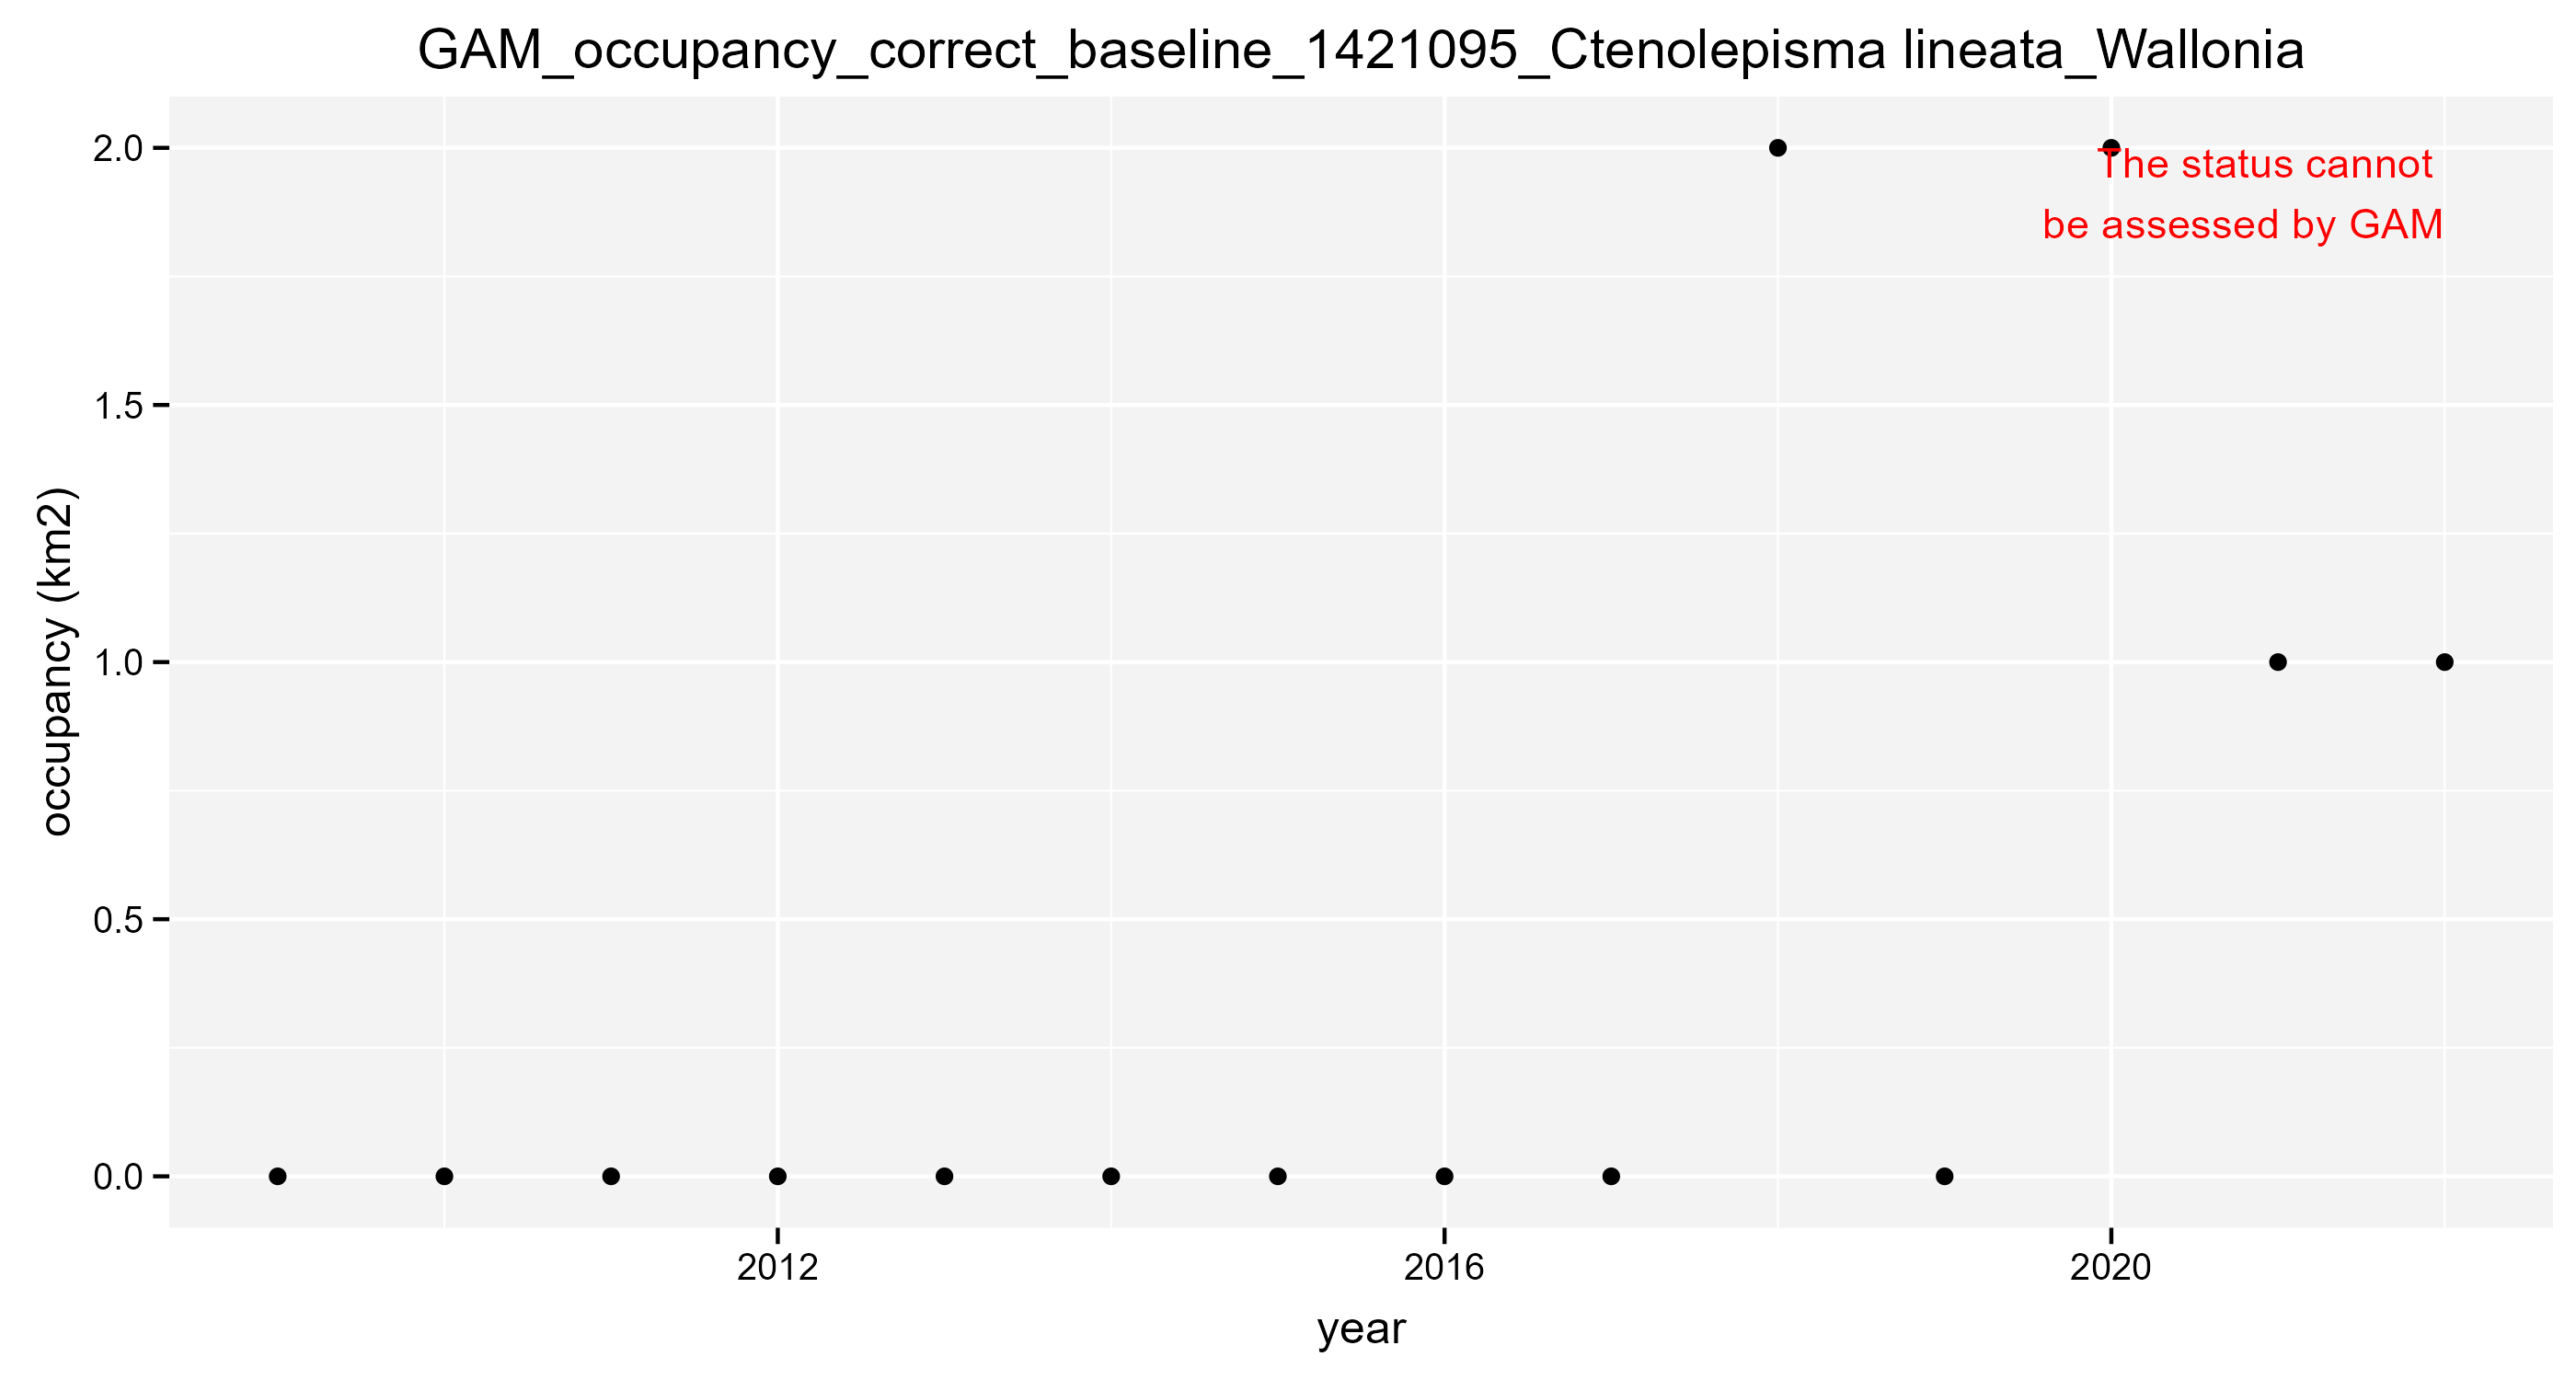 GAM_occupancy_correct_baseline_1421095_Ctenolepisma lineata_Wallonia
2.0
The status cannot
be assessed by GAM
1.5
occupancy (km2)
1.0
0.5
0.0
2012
2016
2020
year